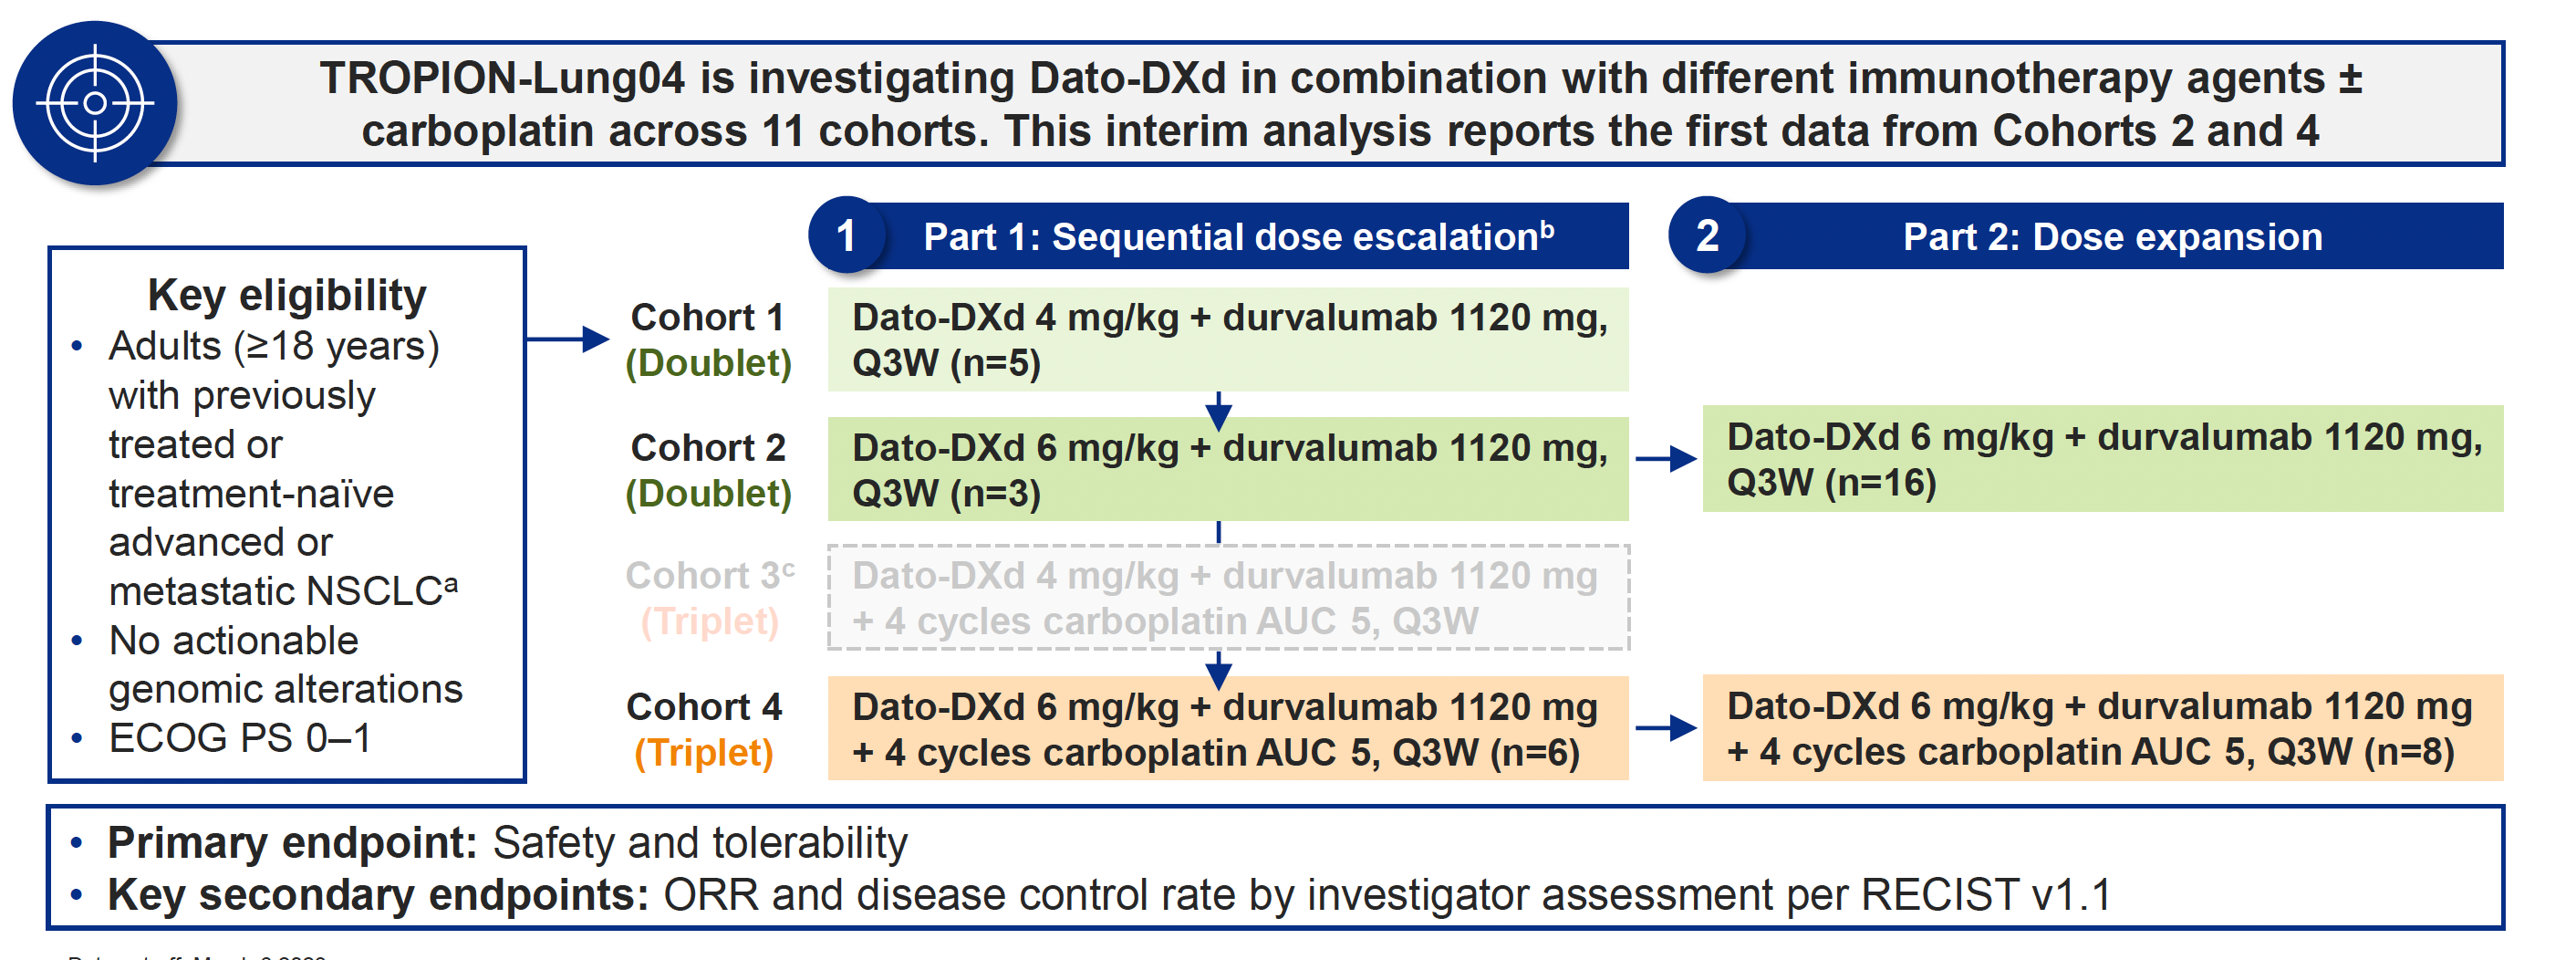 TROPION-Lung04 is investigating Dato-DXd in combination with different immunotherapy agents ±
carboplatin across 11 cohorts. This interim analysis reports the first data from Cohorts 2 and 4
1
Part 1: Sequential dose escalationᵇ
2
Part 2: Dose expansion
Key eligibility
• Adults (≥18 years)
with previously
treated or
treatment-naïve
advanced or
metastatic NSCLCᵃ
• No actionable
genomic alterations
• ECOG PS 0–1
Cohort 1
(Doublet)
Dato-DXd 4 mg/kg + durvalumab 1120 mg,
Q3W (n=5)
Cohort 2
(Doublet)
Dato-DXd 6 mg/kg + durvalumab 1120 mg,
Q3W (n=3)
Dato-DXd 6 mg/kg + durvalumab 1120 mg,
Q3W (n=16)
Cohort 3ᶜ
(Triplet)
Dato-DXd 4 mg/kg + durvalumab 1120 mg
+ 4 cycles carboplatin AUC 5, Q3W
Cohort 4
(Triplet)
Dato-DXd 6 mg/kg + durvalumab 1120 mg
+ 4 cycles carboplatin AUC 5, Q3W (n=6)
Dato-DXd 6 mg/kg + durvalumab 1120 mg
+ 4 cycles carboplatin AUC 5, Q3W (n=8)
• Primary endpoint: Safety and tolerability
• Key secondary endpoints: ORR and disease control rate by investigator assessment per RECIST v1.1